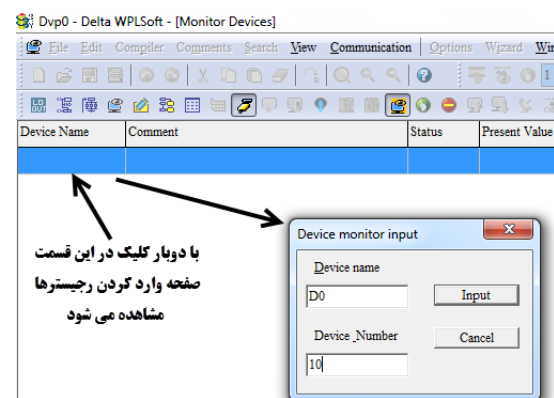 Dvp0 - Delta WPLSoft - [Monitor Devices]
File Edit Compiler Comments Search View Communication Options Wizard Win
1
Device Name Comment Status Present Value
با دوبار کلیک در این قسمت
صفحه وارد کردن رجیسترها
مشاهده می شود
Device monitor input
Device name
D0
Input
Device_Number
Cancel
10